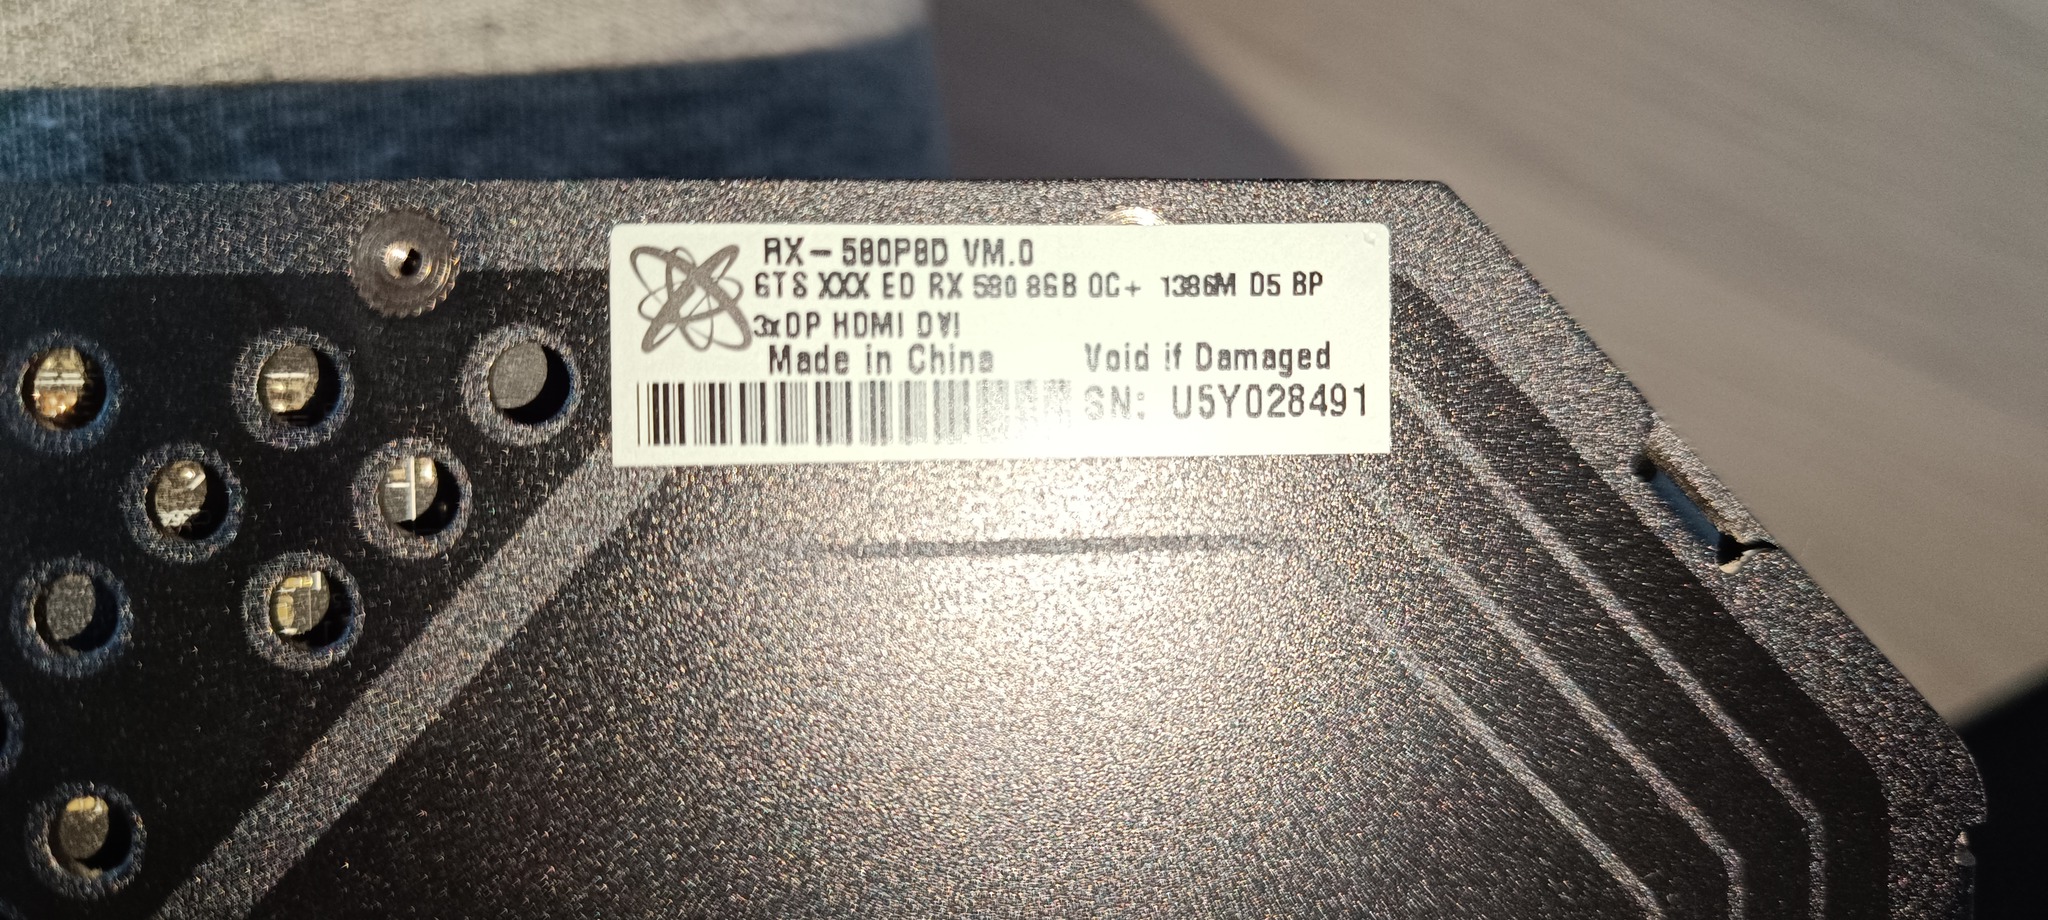 RX-580P8D VM.0
GTS XXX ED RX 580 8GB OC+ 1386M D5 BP
3xDP HDMI DVI
Made in China Void if Damaged
SN: U5Y028491